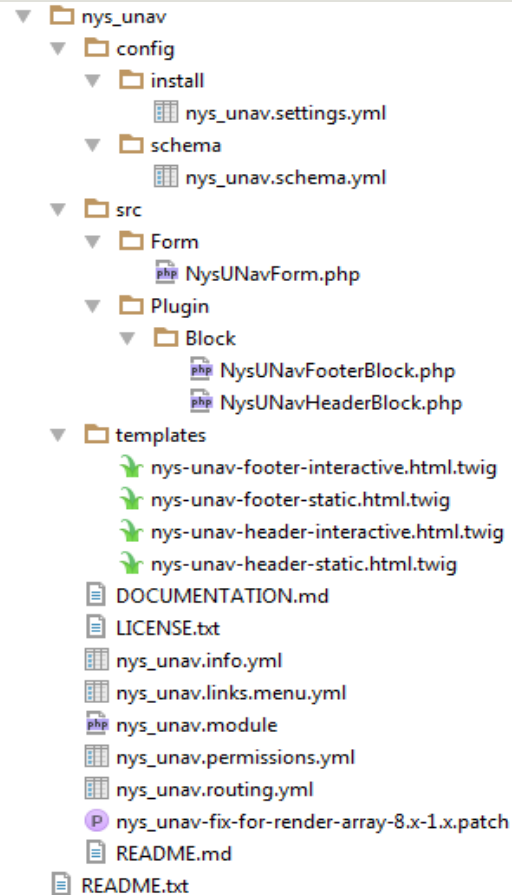 nys_unav
config
install
nys_unav.settings.yml
schema
nys_unav.schema.yml
src
Form
php NysUNavForm.php
Plugin
Block
php NysUNavFooterBlock.php
php NysUNavHeaderBlock.php
templates
nys-unav-footer-interactive.html.twig
nys-unav-footer-static.html.twig
nys-unav-header-interactive.html.twig
nys-unav-header-static.html.twig
DOCUMENTATION.md
LICENSE.txt
nys_unav.info.yml
nys_unav.links.menu.yml
php nys_unav.module
nys_unav.permissions.yml
nys_unav.routing.yml
P nys_unav-fix-for-render-array-8.x-1.x.patch
README.md
README.txt